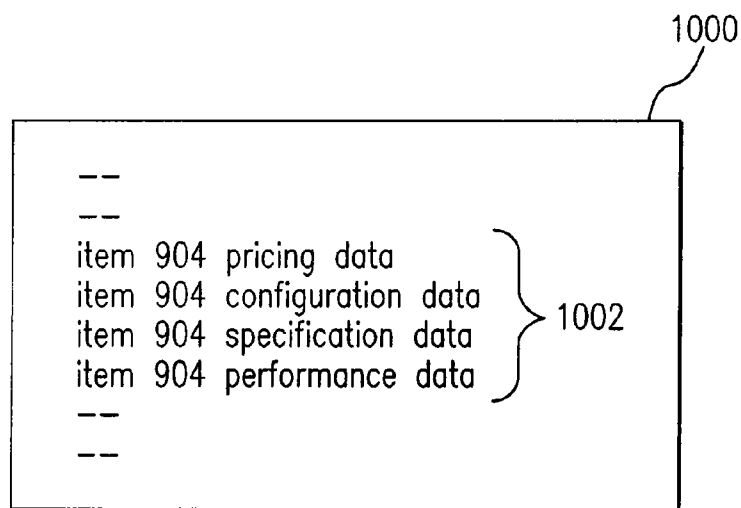 1000
--
--
item 904 pricing data
item 904 configuration data
item 904 specification data
item 904 performance data
1002
--
--